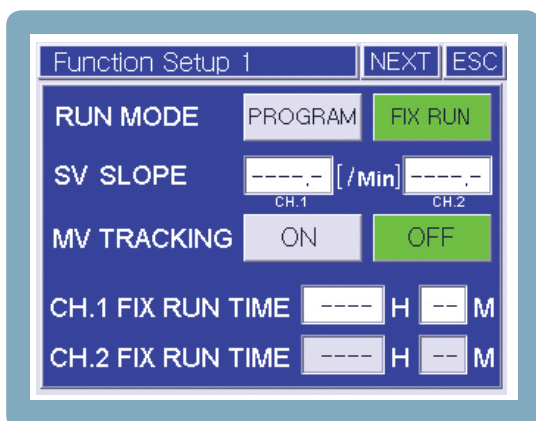 Function Setup 1 NEXT ESC
RUN MODE PROGRAM FIX RUN
SV SLOPE ----.- [ /Min] ----.-
CH.1 CH.2
MV TRACKING ON OFF
CH.1 FIX RUN TIME ---- H -- M
CH.2 FIX RUN TIME ---- H -- M